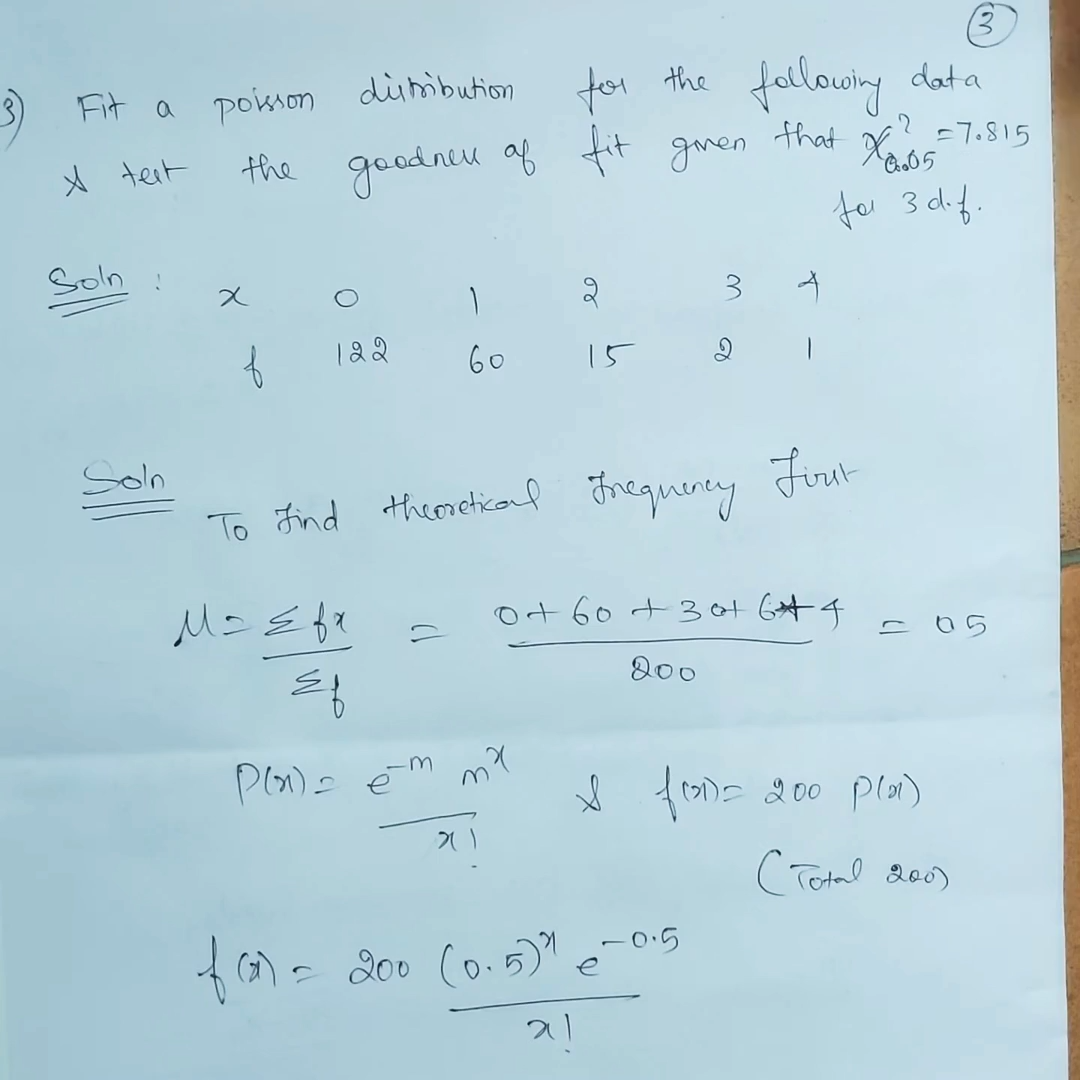 3
3) Fit a poisson distribution for the following data
& test the goodness of fit given that χ²0.05 = 7.815
for 3 d.f.
Soln : x 0 1 2 3 4
f 122 60 15 2 1
Soln
To Find theoretical Frequency First
M = Σfx / Σf = 0 + 60 + 30 + 6 + 4 / 200 = 05
P(x) = e^-m m^x / x! & f(x) = 200 P(x)
(Total 200)
f(x) = 200 (0.5)^x e^-0.5 / x!